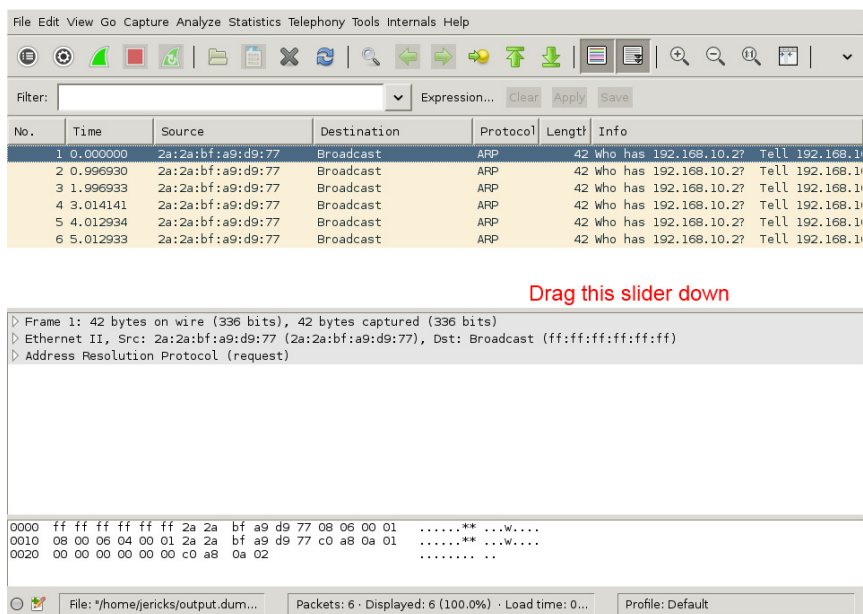 File Edit View Go Capture Analyze Statistics Telephony Tools Internals Help
Filter: Expression... Clear Apply Save
No. Time Source Destination Protocol Length Info
1 0.000000 2a:2a:bf:a9:d9:77 Broadcast ARP 42 Who has 192.168.10.2? Tell 192.168.1
2 0.996930 2a:2a:bf:a9:d9:77 Broadcast ARP 42 Who has 192.168.10.2? Tell 192.168.1
3 1.996933 2a:2a:bf:a9:d9:77 Broadcast ARP 42 Who has 192.168.10.2? Tell 192.168.1
4 3.014141 2a:2a:bf:a9:d9:77 Broadcast ARP 42 Who has 192.168.10.2? Tell 192.168.1
5 4.012934 2a:2a:bf:a9:d9:77 Broadcast ARP 42 Who has 192.168.10.2? Tell 192.168.1
6 5.012933 2a:2a:bf:a9:d9:77 Broadcast ARP 42 Who has 192.168.10.2? Tell 192.168.1
Drag this slider down
Frame 1: 42 bytes on wire (336 bits), 42 bytes captured (336 bits)
Ethernet II, Src: 2a:2a:bf:a9:d9:77 (2a:2a:bf:a9:d9:77), Dst: Broadcast (ff:ff:ff:ff:ff:ff)
Address Resolution Protocol (request)
0000 ff ff ff ff ff ff 2a 2a bf a9 d9 77 08 06 00 01 ......** ...w....
0010 08 00 06 04 00 01 2a 2a bf a9 d9 77 c0 a8 0a 01 ......** ...w....
0020 00 00 00 00 00 00 c0 a8 0a 02 ........ ..
File: "/home/jericks/output.dum... Packets: 6 · Displayed: 6 (100.0%) · Load time: 0... Profile: Default